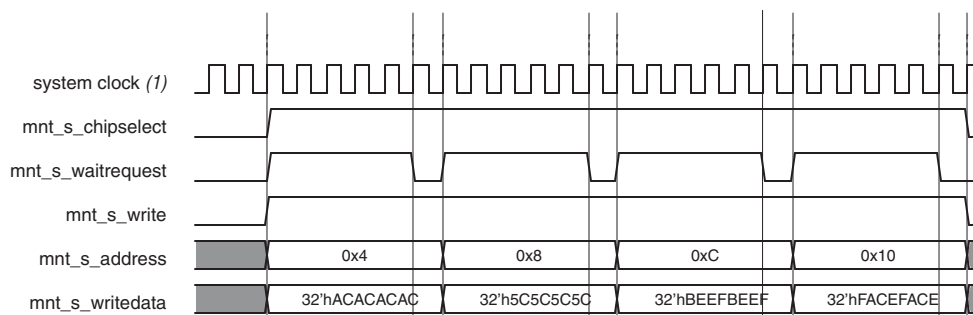 system clock (1)
mnt_s_chipselect
mnt_s_waitrequest
mnt_s_write
mnt_s_address 0x4 0x8 0xC 0x10
mnt_s_writedata 32'hACACACAC 32'h5C5C5C5C 32'hBEEFBEEF 32'hFACEFACE